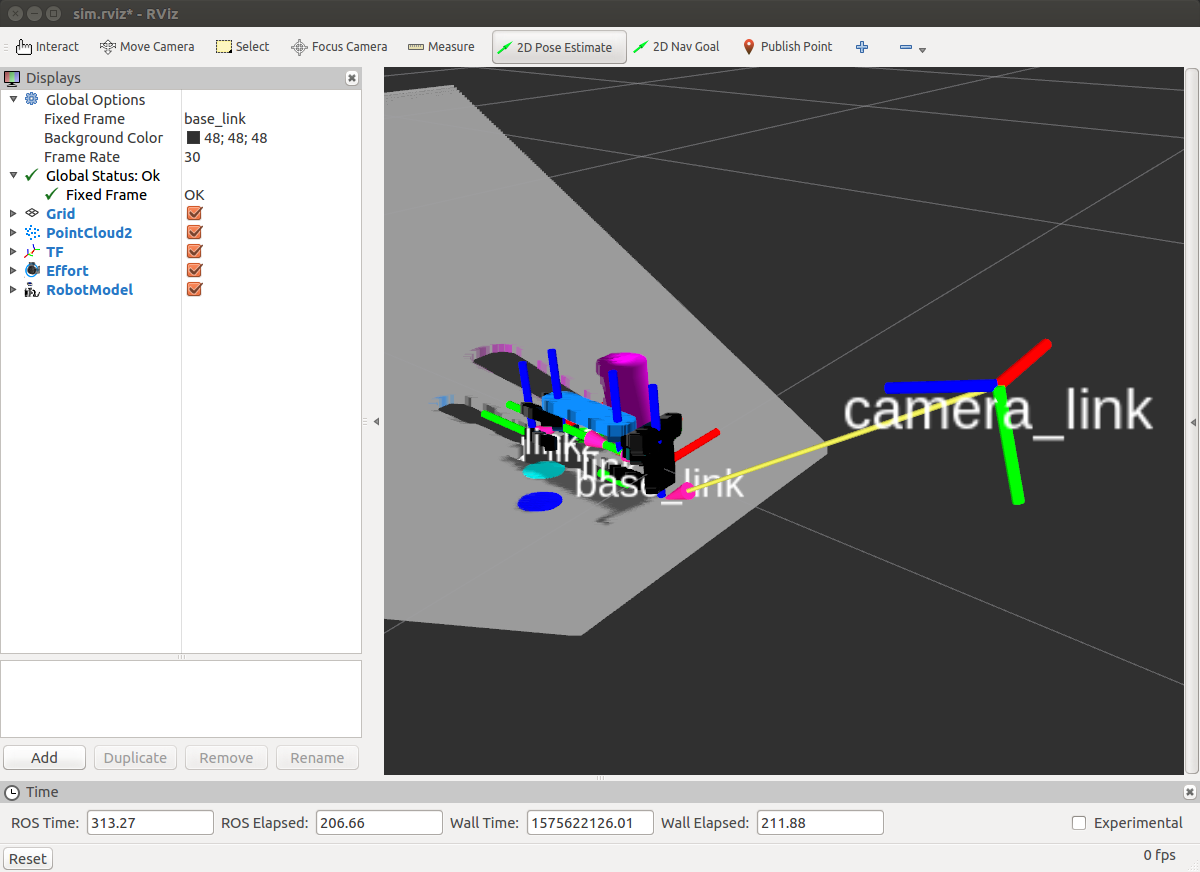 sim.rviz* - RViz
Interact Move Camera Select Focus Camera Measure 2D Pose Estimate 2D Nav Goal Publish Point
Displays
Global Options
Fixed Frame base_link
Background Color 48; 48; 48
Frame Rate 30
Global Status: Ok
Fixed Frame OK
Grid
PointCloud2
TF
Effort
RobotModel
camera_link
base_link
Add Duplicate Remove Rename
Time
ROS Time: 313.27 ROS Elapsed: 206.66 Wall Time: 1575622126.01 Wall Elapsed: 211.88 Experimental
Reset 0 fps